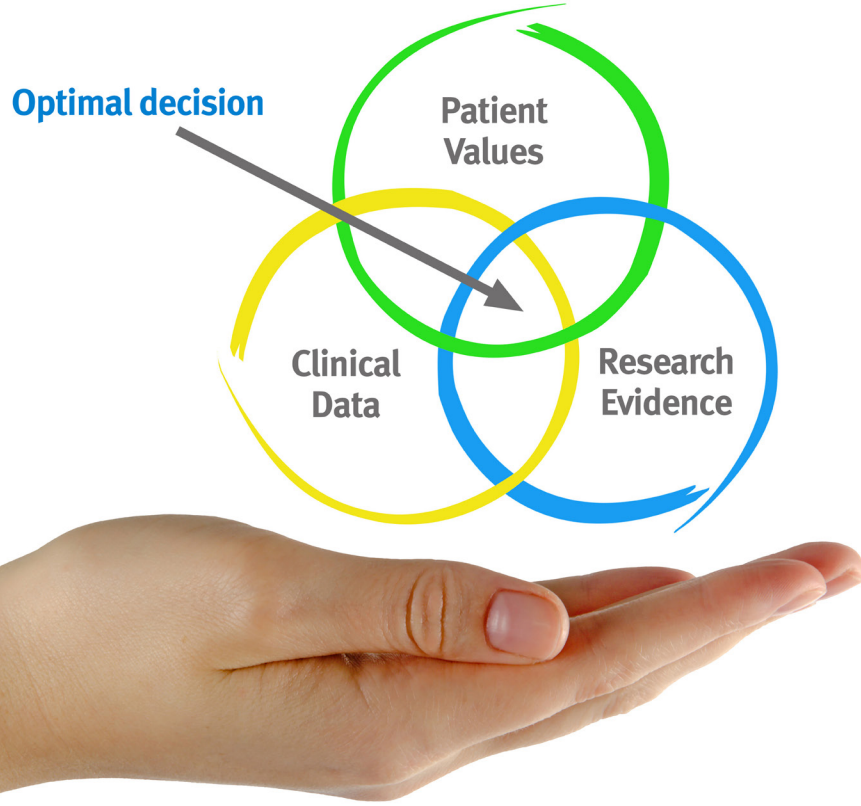 Optimal decision
Patient
Values
Clinical
Data
Research
Evidence